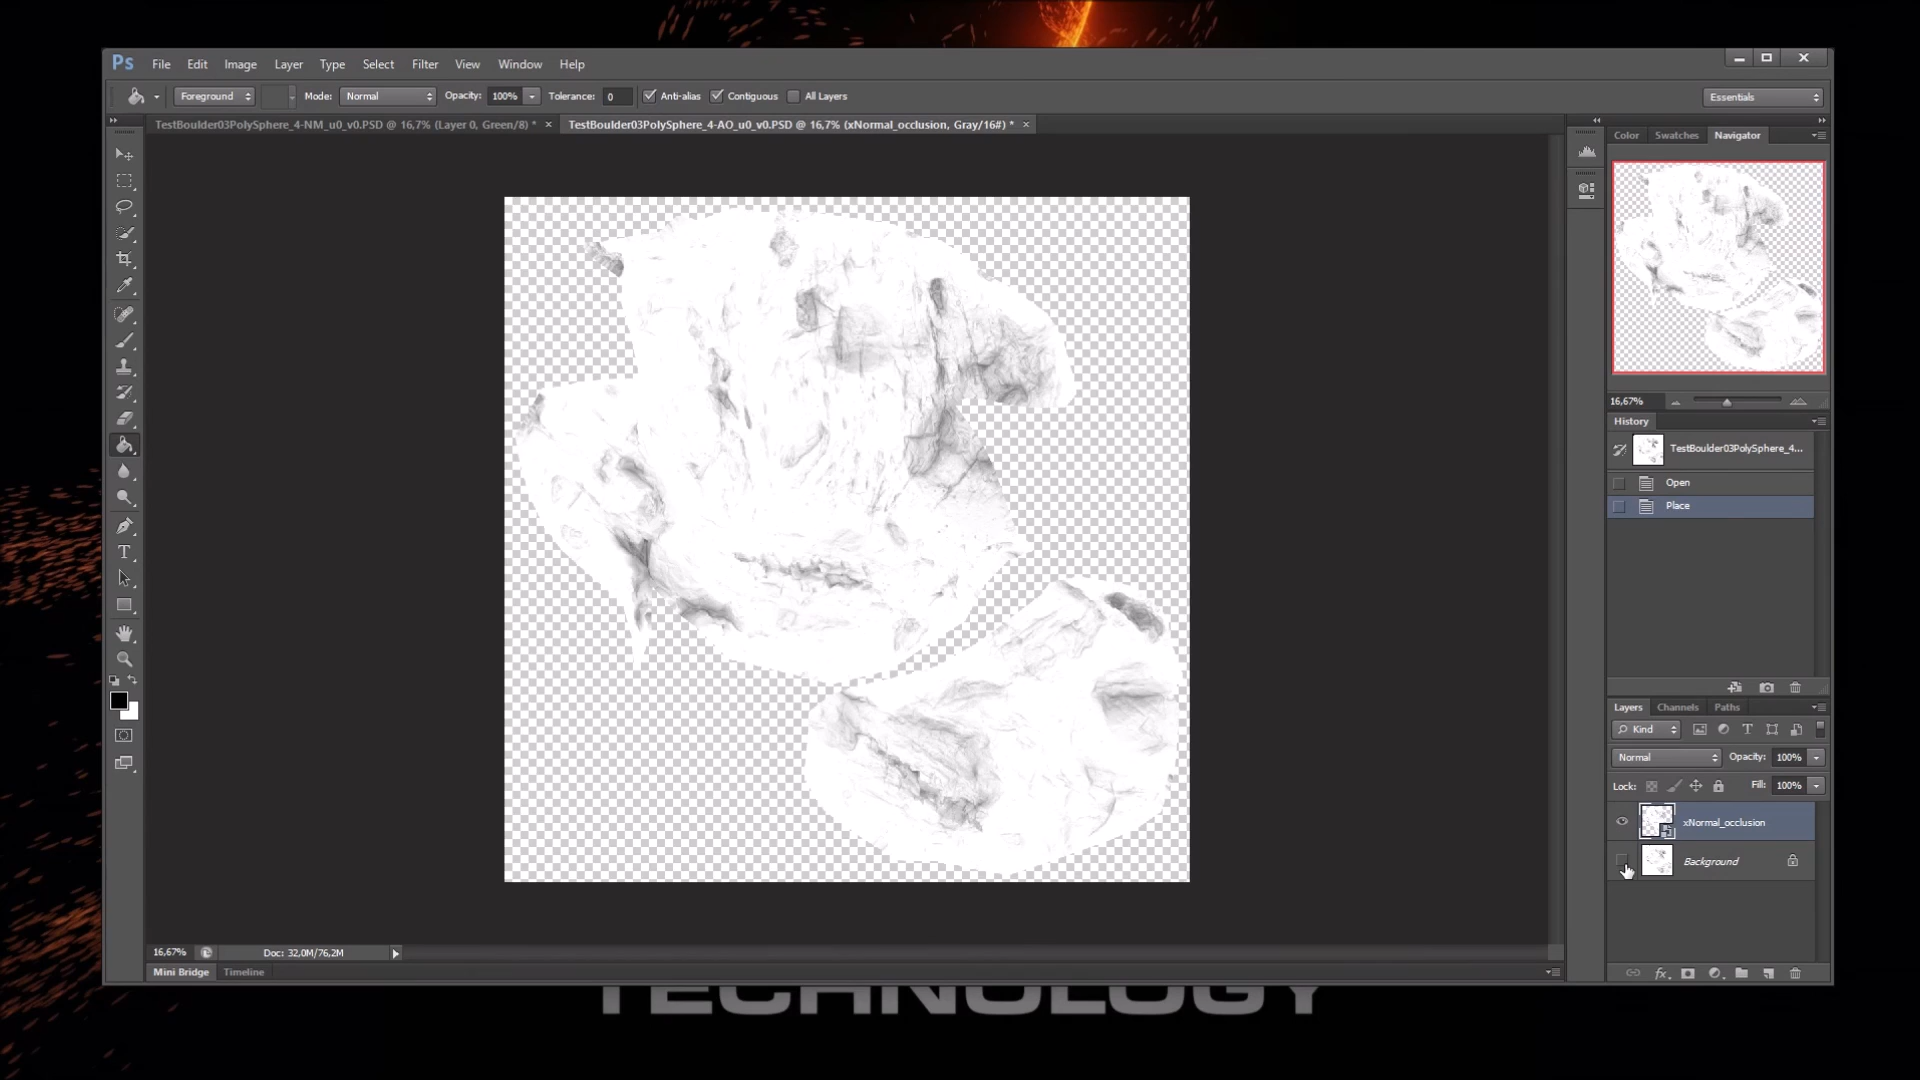 Ps File Edit Image Layer Type Select Filter View Window Help
Foreground Mode: Normal Opacity: 100% Tolerance: 0 Anti-alias Contiguous All Layers Essentials
TestBoulder03PolySphere_4-NM_u0_v0.PSD @ 16,7% (Layer 0, Green/8) * × TestBoulder03PolySphere_4-AO_u0_v0.PSD @ 16,7% (xNormal_occlusion, Gray/16#) * ×
Color Swatches Navigator
16,67%
History
TestBoulder03PolySphere_4...
Open
Place
Layers Channels Paths
Kind
Normal Opacity: 100%
Lock: Fill: 100%
xNormal_occlusion
Background
16,67% Doc: 32,0M/76,2M
Mini Bridge Timeline
TECHNOLOGY